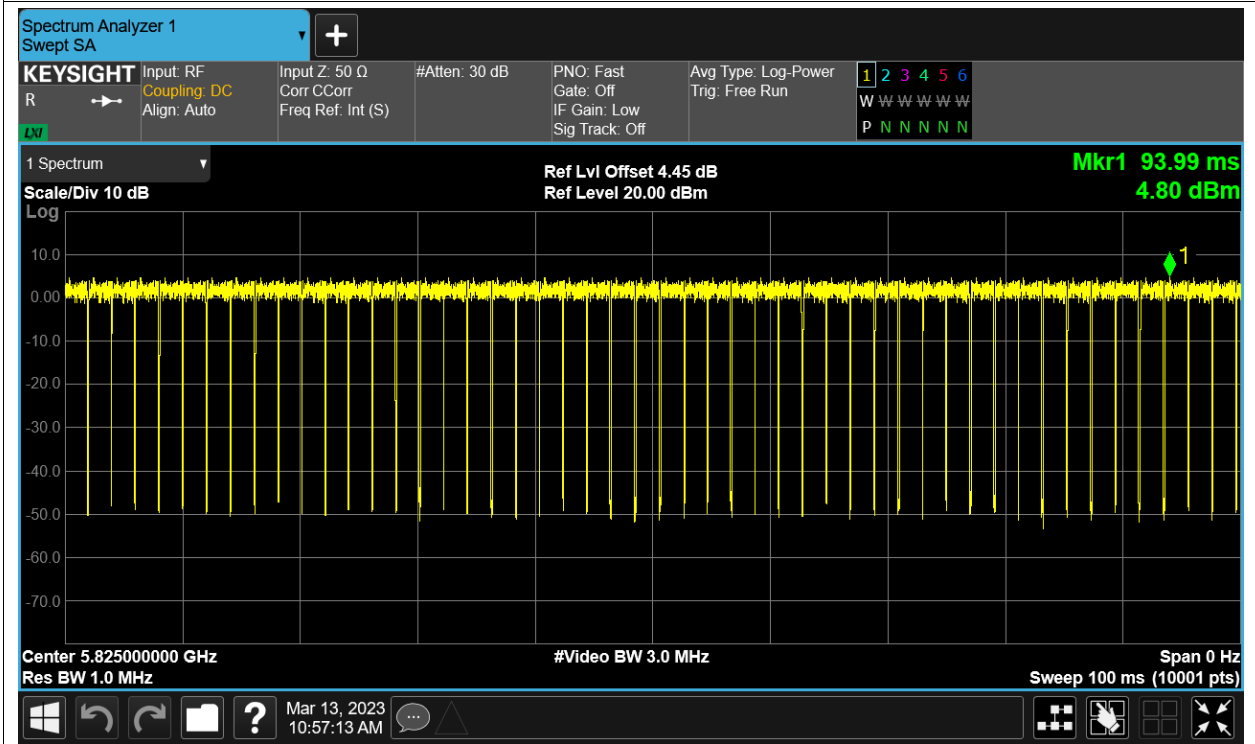 Spectrum Analyzer 1
Swept SA
+
KEYSIGHT
R
LXI
Input: RF
Coupling: DC
Align: Auto
Input Z: 50 Ω
Corr CCorr
Freq Ref: Int (S)
#Atten: 30 dB
PNO: Fast
Gate: Off
IF Gain: Low
Sig Track: Off
Avg Type: Log-Power
Trig: Free Run
1 2 3 4 5 6
W W W W W W
P N N N N N
1 Spectrum
Scale/Div 10 dB
Log
Ref Lvl Offset 4.45 dB
Ref Level 20.00 dBm
Mkr1 93.99 ms
4.80 dBm
1
10.0
0.00
-10.0
-20.0
-30.0
-40.0
-50.0
-60.0
-70.0
Center 5.825000000 GHz
Res BW 1.0 MHz
#Video BW 3.0 MHz
Span 0 Hz
Sweep 100 ms (10001 pts)
?
Mar 13, 2023
10:57:13 AM